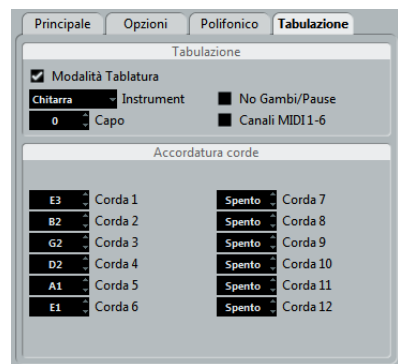 Principale Opzioni Polifonico Tabulazione
Tabulazione
Modalità Tablatura
Chitarra Instrument No Gambi/Pause
0 Capo Canali MIDI 1-6
Accordatura corde
E3 Corda 1 Spento Corda 7
B2 Corda 2 Spento Corda 8
G2 Corda 3 Spento Corda 9
D2 Corda 4 Spento Corda 10
A1 Corda 5 Spento Corda 11
E1 Corda 6 Spento Corda 12